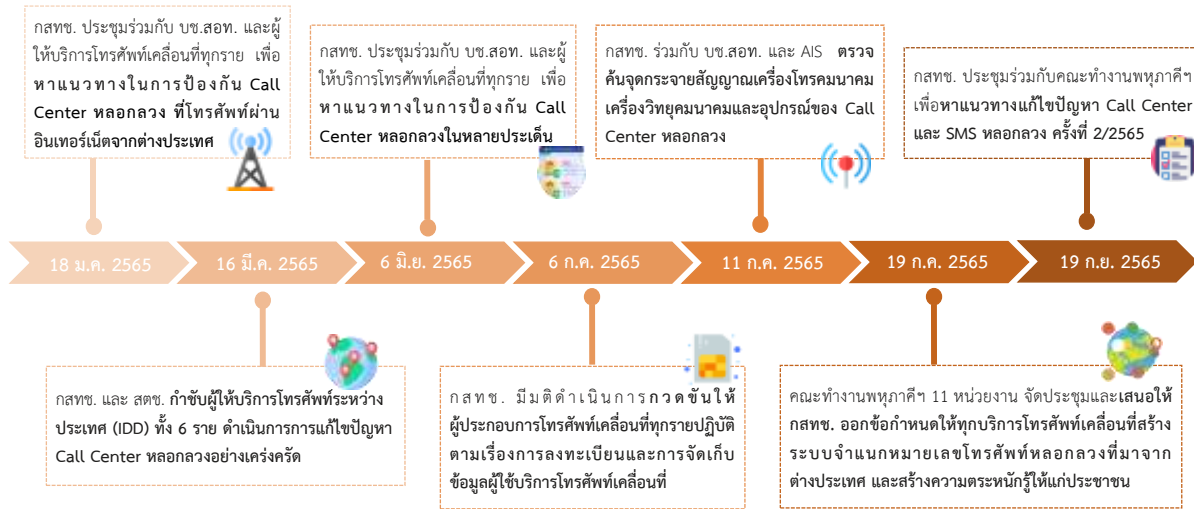 กสทช. ประชุมร่วมกับ บช.สอท. และผู้
ให้บริการโทรศัพท์เคลื่อนที่ทุกราย เพื่อ
หาแนวทางในการป้องกัน Call
Center หลอกลวง ที่โทรศัพท์ผ่าน
อินเทอร์เน็ตจากต่างประเทศ
กสทช. ประชุมร่วมกับ บช.สอท. และผู้
ให้บริการโทรศัพท์เคลื่อนที่ทุกราย เพื่อ
หาแนวทางในการป้องกัน Call
Center หลอกลวงในหลายประเด็น
กสทช. ร่วมกับ บช.สอท. และ AIS ตรวจ
ค้นจุดกระจายสัญญาณเครื่องโทรคมนาคม
เครื่องวิทยุคมนาคมและอุปกรณ์ของ Call
Center หลอกลวง
กสทช. ประชุมร่วมกับคณะทำงานพหุภาคีฯ
เพื่อหาแนวทางแก้ไขปัญหา Call Center
และ SMS หลอกลวง ครั้งที่ 2/2565
18 ม.ค. 2565
16 มี.ค. 2565
6 มิ.ย. 2565
6 ก.ค. 2565
11 ก.ค. 2565
19 ก.ค. 2565
19 ก.ย. 2565
กสทช. และ สตช. กำชับผู้ให้บริการโทรศัพท์ระหว่าง
ประเทศ (IDD) ทั้ง 6 ราย ดำเนินการการแก้ไขปัญหา
Call Center หลอกลวงอย่างเคร่งครัด
กสทช. มีมติดำเนินการกวดขันให้
ผู้ประกอบการโทรศัพท์เคลื่อนที่ทุกรายปฏิบัติ
ตามเรื่องการลงทะเบียนและการจัดเก็บ
ข้อมูลผู้ใช้บริการโทรศัพท์เคลื่อนที่
คณะทำงานพหุภาคีฯ 11 หน่วยงาน จัดประชุมและเสนอให้
กสทช. ออกข้อกำหนดให้ทุกบริการโทรศัพท์เคลื่อนที่สร้าง
ระบบจำแนกหมายเลขโทรศัพท์หลอกลวงที่มาจาก
ต่างประเทศ และสร้างความตระหนักรู้ให้แก่ประชาชน